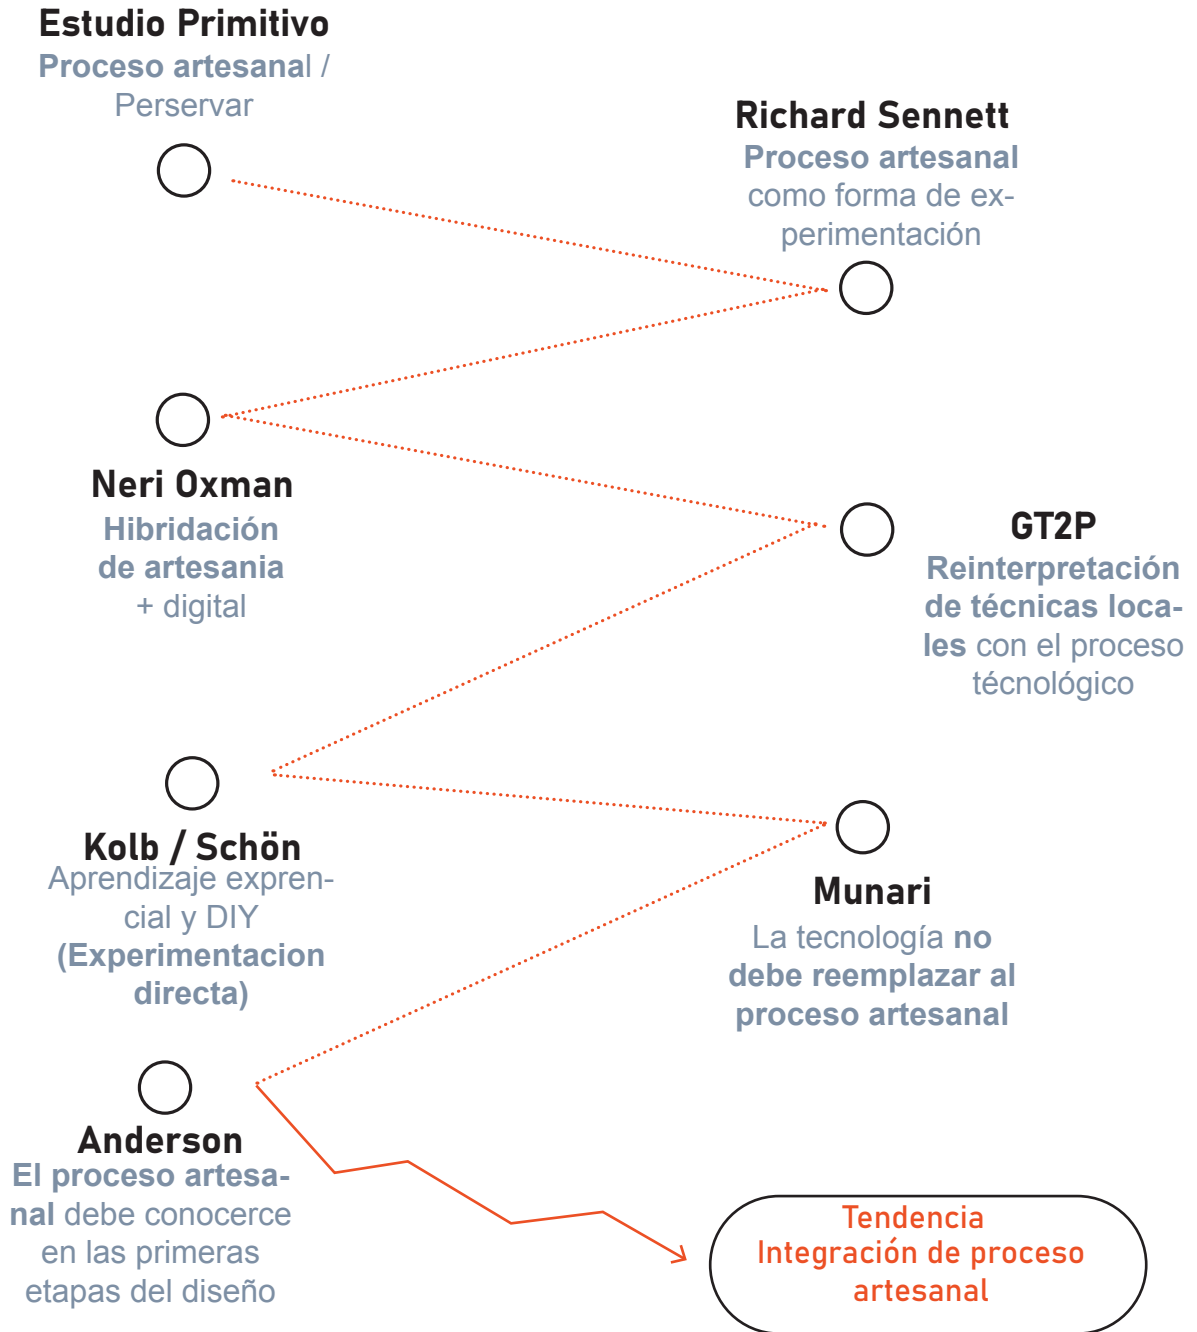 Estudio Primitivo
Proceso artesanal /
Perservar
Richard Sennett
Proceso artesanal
como forma de ex-
perimentación
Neri Oxman
Hibridación
de artesania
+ digital
GT2P
Reinterpretación
de técnicas loca-
les con el proceso
técnológico
Kolb / Schön
Aprendizaje expren-
cial y DIY
(Experimentacion
directa)
Munari
La tecnología no
debe reemplazar al
proceso artesanal
Anderson
El proceso artesa-
nal debe conocerce
en las primeras
etapas del diseño
Tendencia
Integración de proceso
artesanal